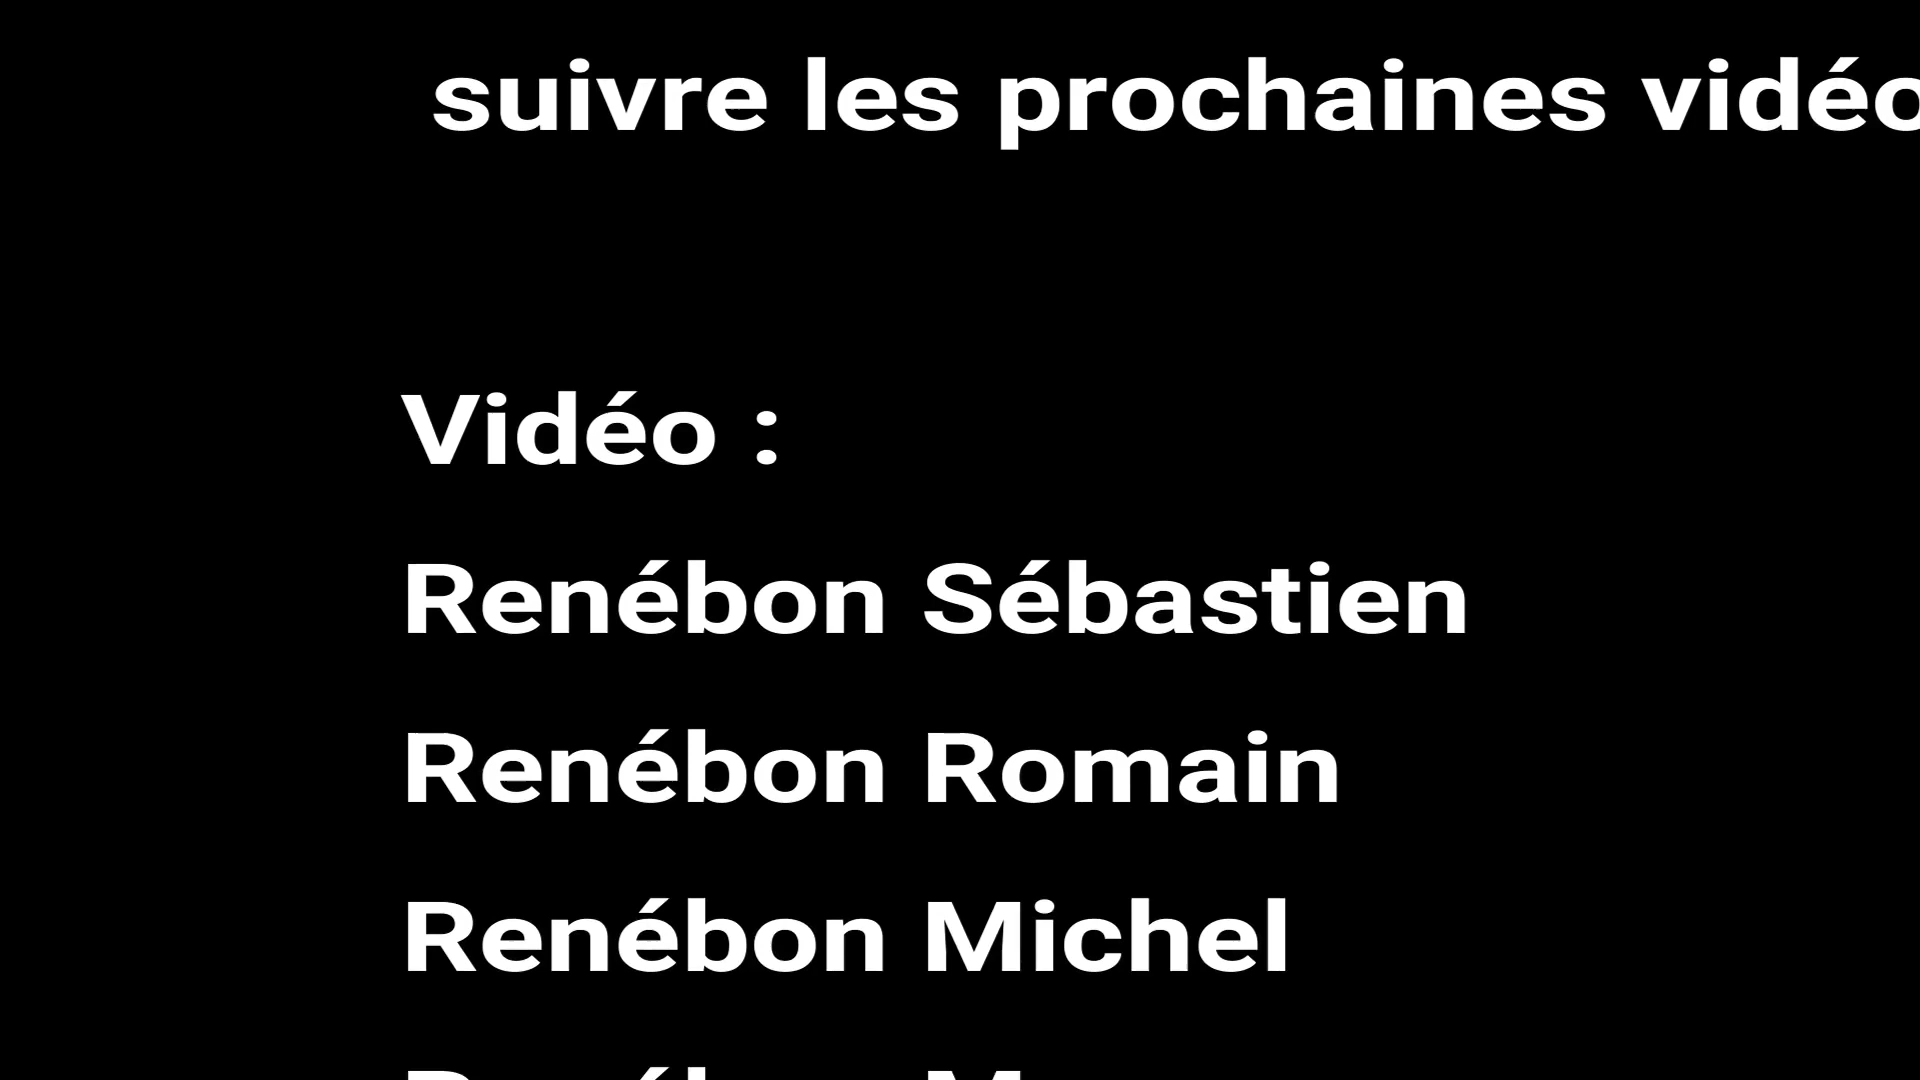 suivre les prochaines vidéo
Vidéo :
Renébon Sébastien
Renébon Romain
Renébon Michel